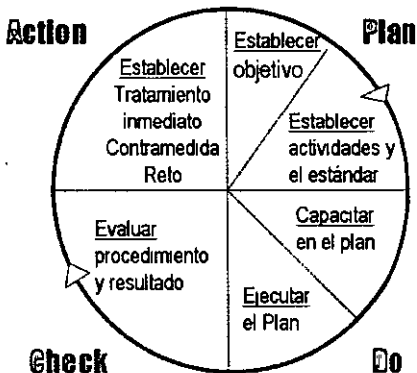 Action
Plan
Establecer
objetivo
Establecer
Tratamiento
inmediato
Contramedida
Reto
Establecer
actividades y
el estándar
Capacitar
en el plan
Evaluar
procedimiento
y resultado
Ejecutar
el Plan
Check
Do